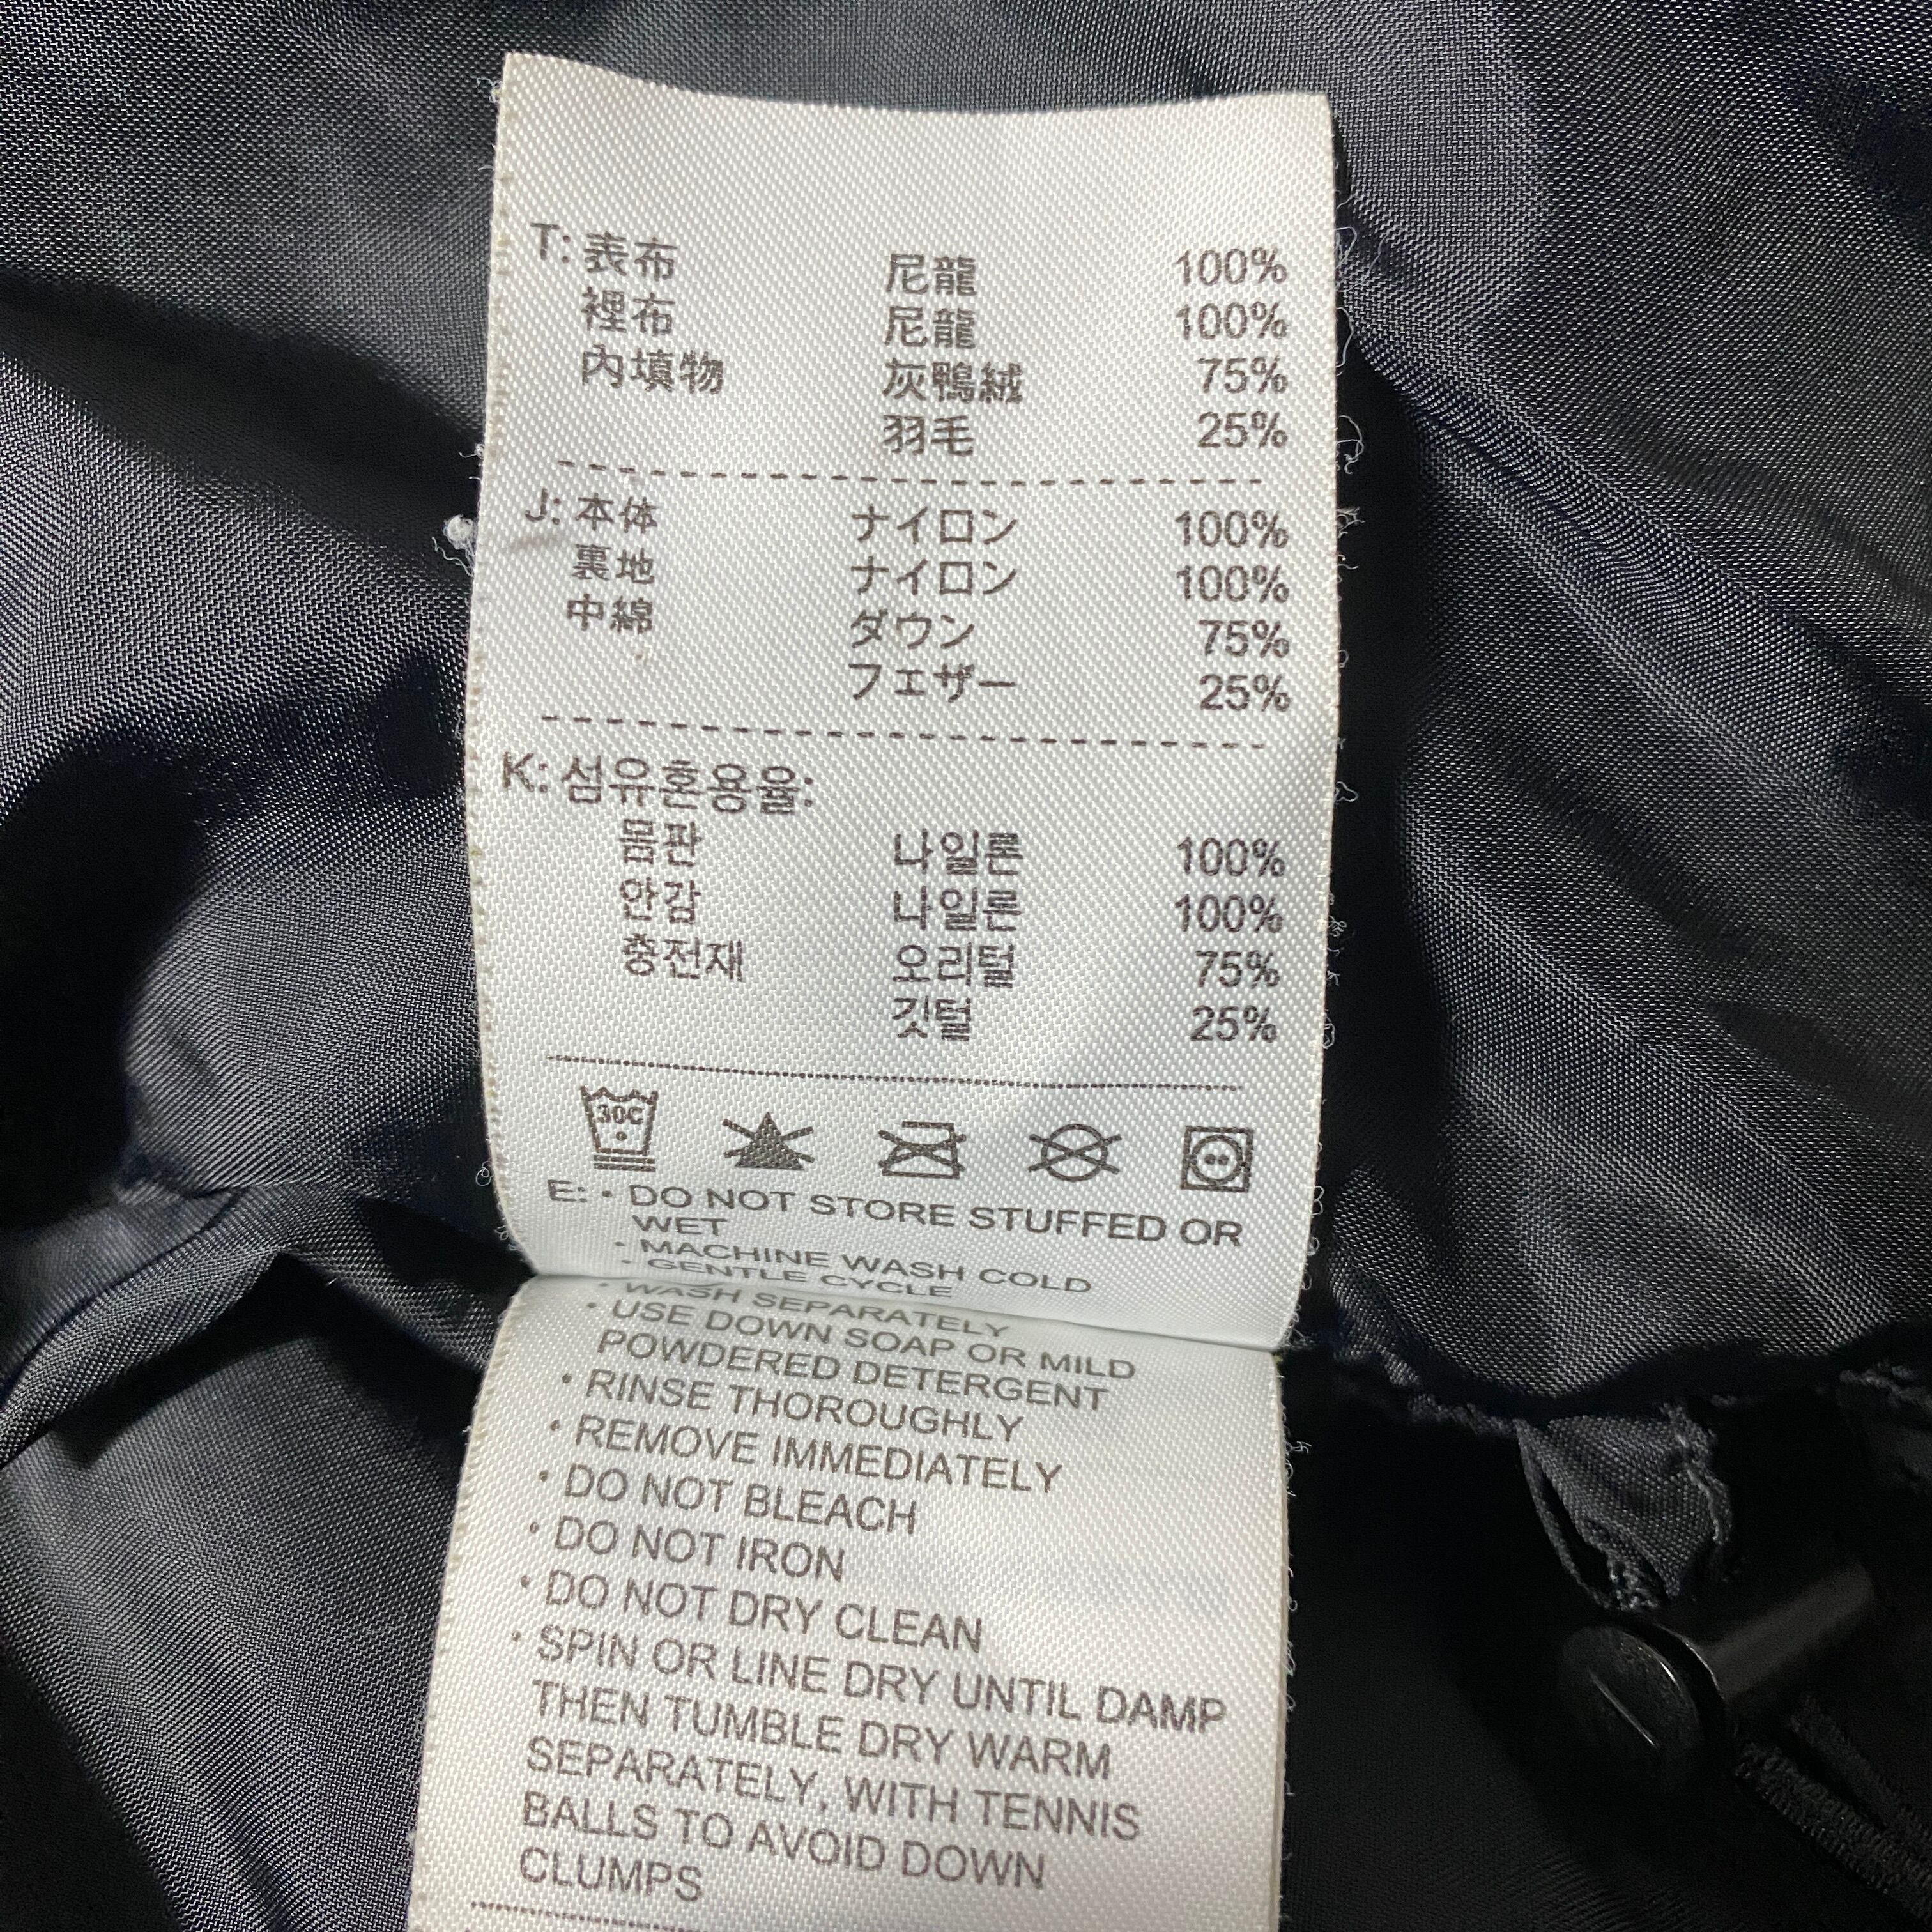 T: 表布 尼龍 100%
裡布 尼龍 100%
內填物 灰鴨絨 75%
羽毛 25%
J: 本体 ナイロン 100%
裏地 ナイロン 100%
中綿 ダウン 75%
フェザー 25%
K: 섬유혼용율:
몸판 나일론 100%
안감 나일론 100%
충전재 오리털 75%
깃털 25%
30C
E: • DO NOT STORE STUFFED OR
WET
• MACHINE WASH COLD
• GENTLE CYCLE
• WASH SEPARATELY
• USE DOWN SOAP OR MILD
POWDERED DETERGENT
• RINSE THOROUGHLY
• REMOVE IMMEDIATELY
• DO NOT BLEACH
• DO NOT IRON
• DO NOT DRY CLEAN
• SPIN OR LINE DRY UNTIL DAMP
THEN TUMBLE DRY WARM
SEPARATELY, WITH TENNIS
BALLS TO AVOID DOWN
CLUMPS